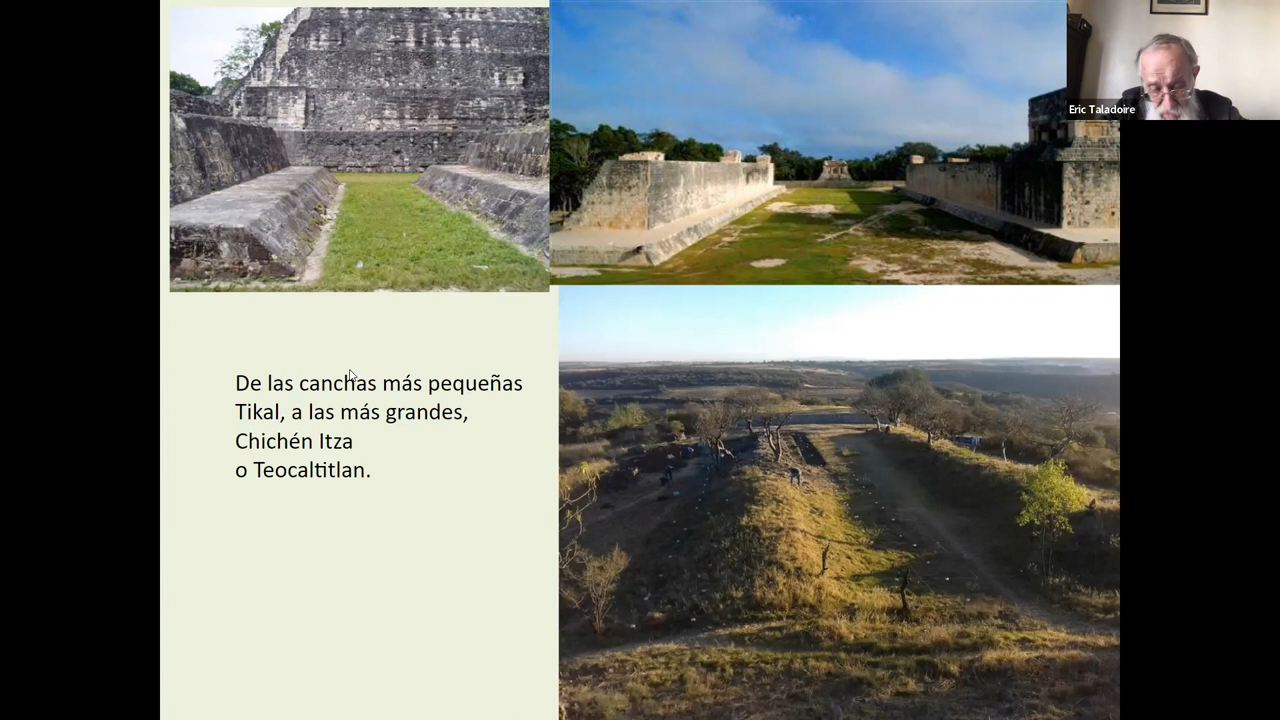 Eric Taladoire
De las canchas más pequeñas
Tikal, a las más grandes,
Chichén Itza
o Teocaltitlan.